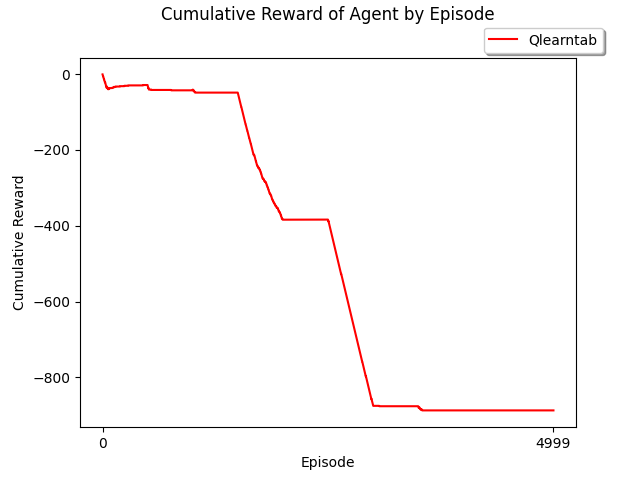 Cumulative Reward of Agent by Episode
Qlearntab
0
−200
−400
−600
−800
Cumulative Reward
0
4999
Episode